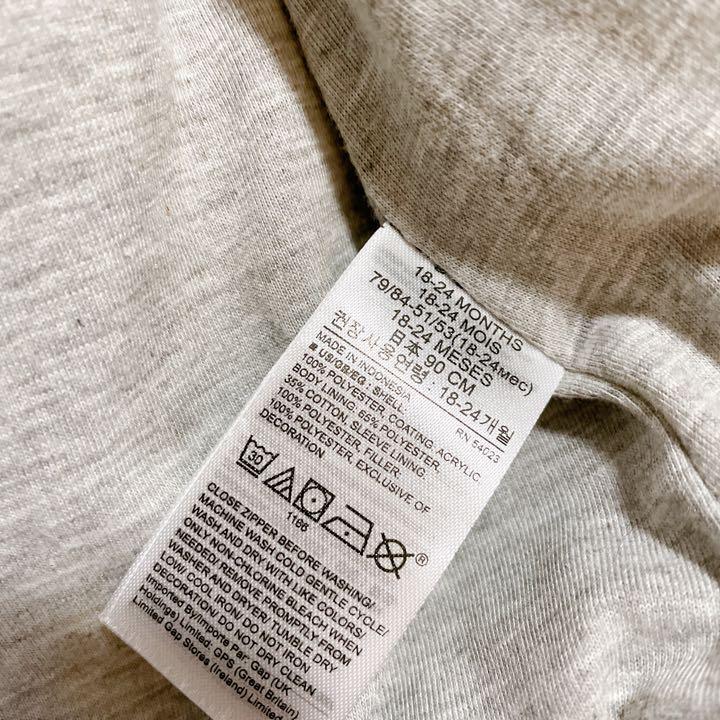 18-24 MONTHS
18-24 MOIS
79/84-51/53(18-24мес)
18-24 MESES
日本 90 CM
권장사용연령 : 18-24개월
MADE IN INDONESIA
RN 54023
US/GB/EG : SHELL:
100% POLYESTER, COATING, ACRYLIC.
BODY LINING: 65% POLYESTER,
35% COTTON, SLEEVE LINING:
100% POLYESTER, FILLER:
100% POLYESTER, EXCLUSIVE OF
DECORATION.
30
1166
®
CLOSE ZIPPER BEFORE WASHING/
MACHINE WASH COLD GENTLE CYCLE/
WASH AND DRY WITH LIKE COLORS/
ONLY NON-CHLORINE BLEACH WHEN
NEEDED/ REMOVE PROMPTLY FROM
WASHER AND DRYER/ TUMBLE DRY
LOW/ COOL IRON/ DO NOT IRON
DECORATION/ DO NOT DRY CLEAN
Imported By/Importe Par: Gap (UK
Holdings) Limited: GPS (Great Britain)
Limited Gap Stores (Ireland) Limited